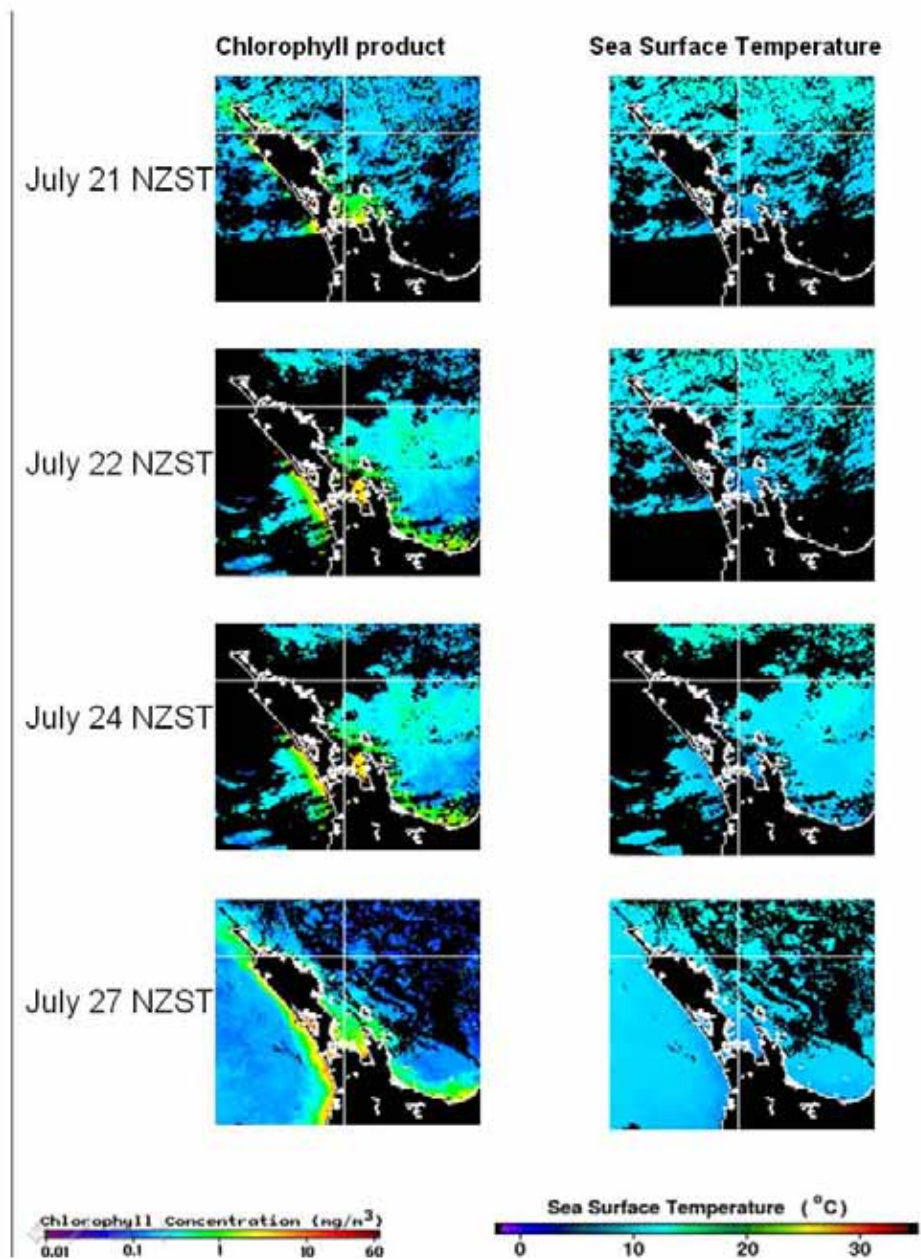 Chlorophyll product
Sea Surface Temperature
July 21 NZST
July 22 NZST
July 24 NZST
July 27 NZST
Chlorophyll Concentration (mg/m³)
0.01 0.1 1 10 60
Sea Surface Temperature (°C)
0 10 20 30